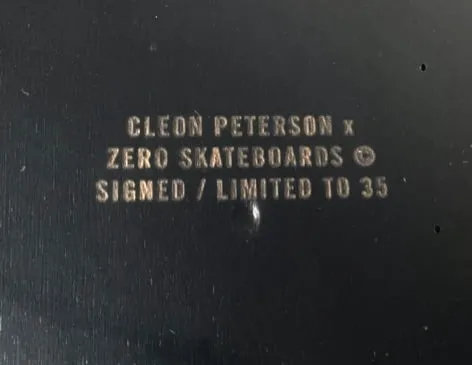 CLEON PETERSON x
ZERO SKATEBOARDS ©
SIGNED / LIMITED TO 35